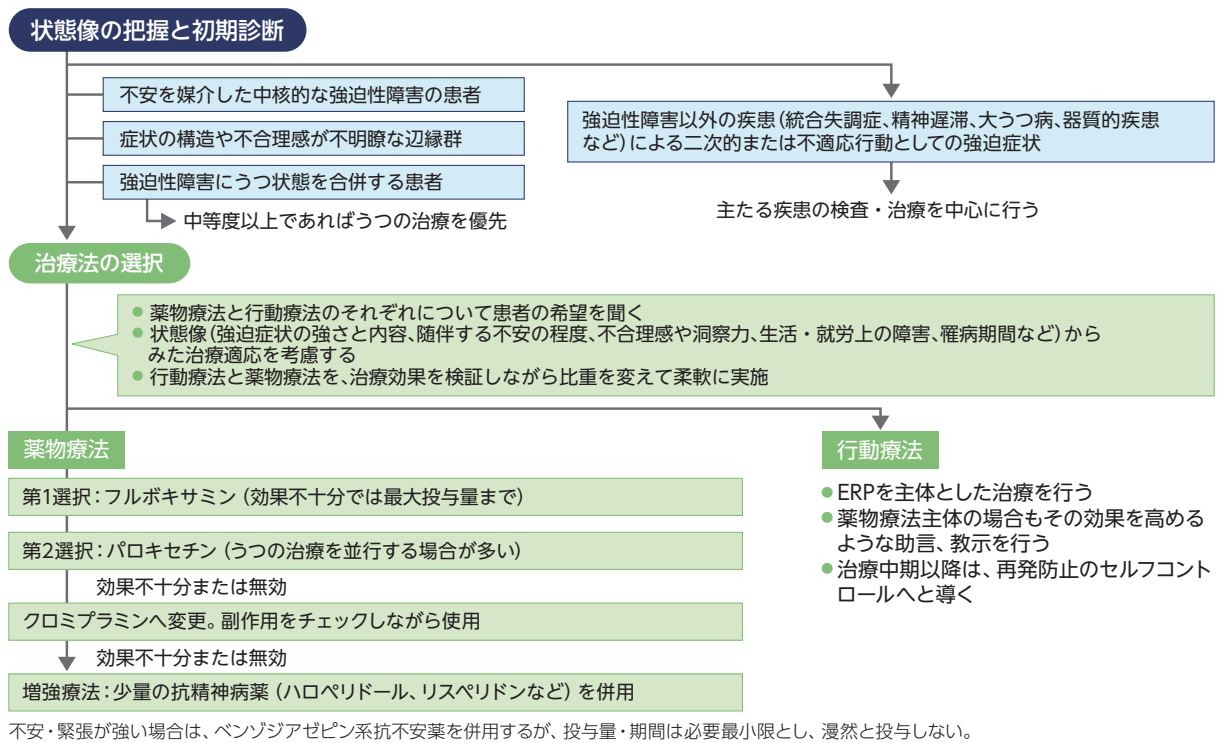 状態像の把握と初期診断
不安を媒介した中核的な強迫性障害の患者
症状の構造や不合理感が不明瞭な辺縁群
強迫性障害にうつ状態を合併する患者
中等度以上であればうつの治療を優先
強迫性障害以外の疾患(統合失調症、精神遅滞、大うつ病、器質的疾患
など)による二次的または不適応行動としての強迫症状
主たる疾患の検査・治療を中心に行う
治療法の選択
● 薬物療法と行動療法のそれぞれについて患者の希望を聞く
● 状態像(強迫症状の強さと内容、随伴する不安の程度、不合理感や洞察力、生活・就労上の障害、罹病期間など)から
みた治療適応を考慮する
● 行動療法と薬物療法を、治療効果を検証しながら比重を変えて柔軟に実施
薬物療法
第1選択:フルボキサミン(効果不十分では最大投与量まで)
第2選択:パロキセチン(うつの治療を並行する場合が多い)
効果不十分または無効
クロミプラミンへ変更。副作用をチェックしながら使用
効果不十分または無効
増強療法:少量の抗精神病薬(ハロペリドール、リスペリドンなど)を併用
行動療法
● ERPを主体とした治療を行う
● 薬物療法主体の場合もその効果を高める
ような助言、教示を行う
● 治療中期以降は、再発防止のセルフコント
ロールへと導く
不安・緊張が強い場合は、ベンゾジアゼピン系抗不安薬を併用するが、投与量・期間は必要最小限とし、漫然と投与しない。